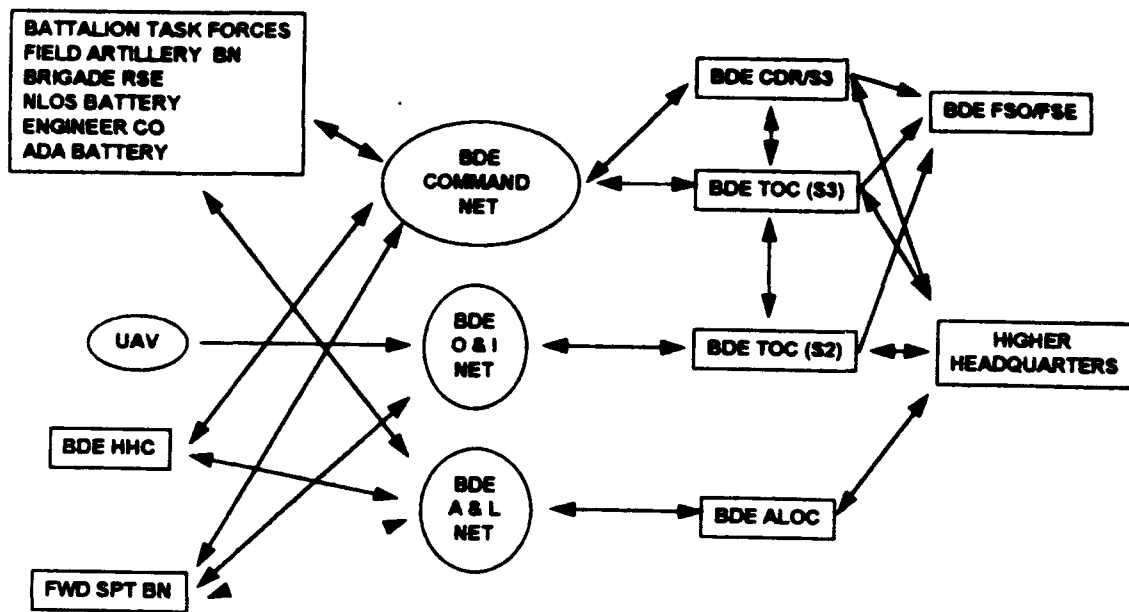 BATTALION TASK FORCES
FIELD ARTILLERY BN
BRIGADE RSE
NLOS BATTERY
ENGINEER CO
ADA BATTERY
BDE
COMMAND
NET
BDE CDR/S3
BDE FSO/FSE
BDE TOC (S3)
UAV
BDE
O & I
NET
BDE TOC (S2)
HIGHER
HEADQUARTERS
BDE HHC
BDE
A & L
NET
BDE ALOC
FWD SPT BN